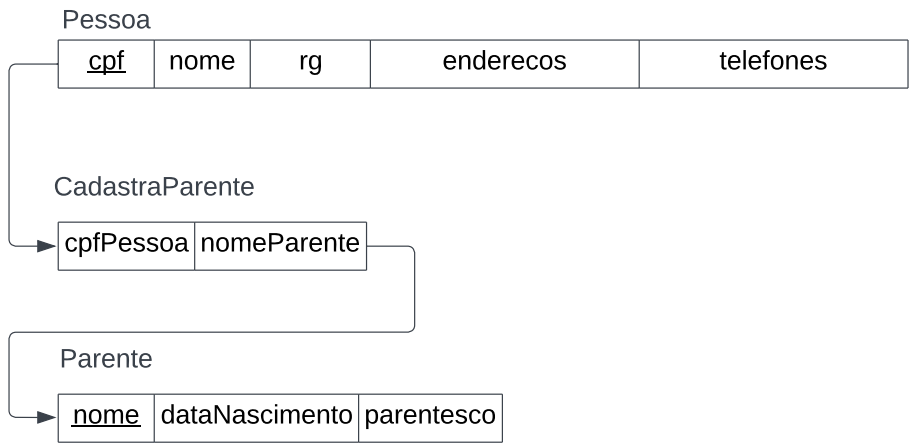 Pessoa
cpf nome rg enderecos telefones
CadastraParente
cpfPessoa nomeParente
Parente
nome dataNascimento parentesco